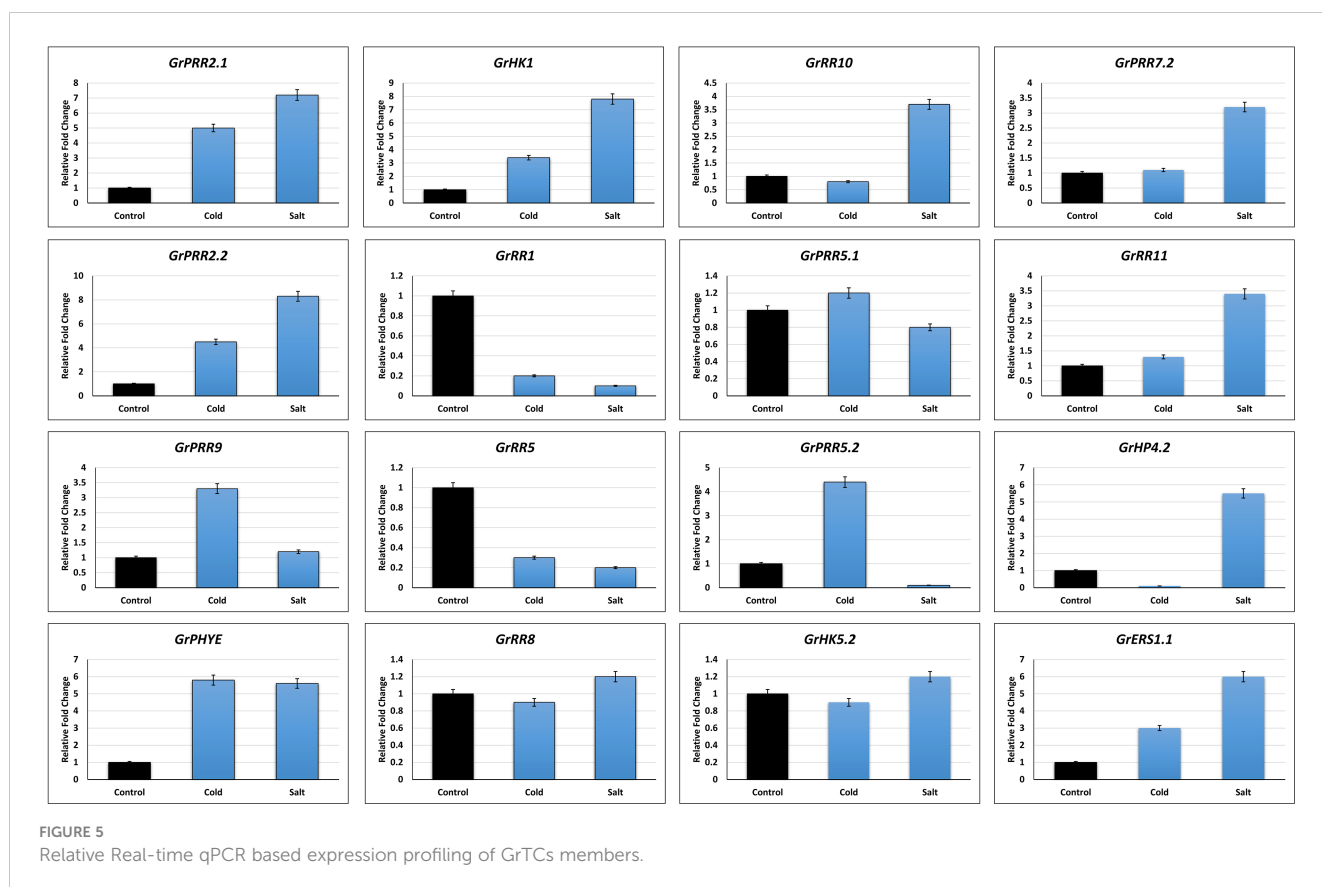 GrPRR2.1
Relative Fold Change
8
7
6
5
4
3
2
1
0
Control Cold Salt
GrHK1
Relative Fold Change
9
8
7
6
5
4
3
2
1
0
Control Cold Salt
GrRR10
Relative Fold Change
4.5
4
3.5
3
2.5
2
1.5
1
0.5
0
Control Cold Salt
GrPRR7.2
Relative Fold Change
4
3.5
3
2.5
2
1.5
1
0.5
0
Control Cold Salt
GrPRR2.2
Relative Fold Change
10
8
6
4
2
0
Control Cold Salt
GrRR1
Relative Fold Change
1.2
1
0.8
0.6
0.4
0.2
0
Control Cold Salt
GrPRR5.1
Relative Fold Change
1.4
1.2
1
0.8
0.6
0.4
0.2
0
Control Cold Salt
GrRR11
Relative Fold Change
4
3.5
3
2.5
2
1.5
1
0.5
0
Control Cold Salt
GrPRR9
Relative Fold Change
4
3.5
3
2.5
2
1.5
1
0.5
0
Control Cold Salt
GrRR5
Relative Fold Change
1.2
1
0.8
0.6
0.4
0.2
0
Control Cold Salt
GrPRR5.2
Relative Fold Change
5
4
3
2
1
0
Control Cold Salt
GrHP4.2
Relative Fold Change
7
6
5
4
3
2
1
0
Control Cold Salt
GrPHYE
Relative Fold Change
7
6
5
4
3
2
1
0
Control Cold Salt
GrRR8
Relative Fold Change
1.4
1.2
1
0.8
0.6
0.4
0.2
0
Control Cold Salt
GrHK5.2
Relative Fold Change
1.4
1.2
1
0.8
0.6
0.4
0.2
0
Control Cold Salt
GrERS1.1
Relative Fold Change
7
6
5
4
3
2
1
0
Control Cold Salt
FIGURE 5
Relative Real-time qPCR based expression profiling of GrTCs members.